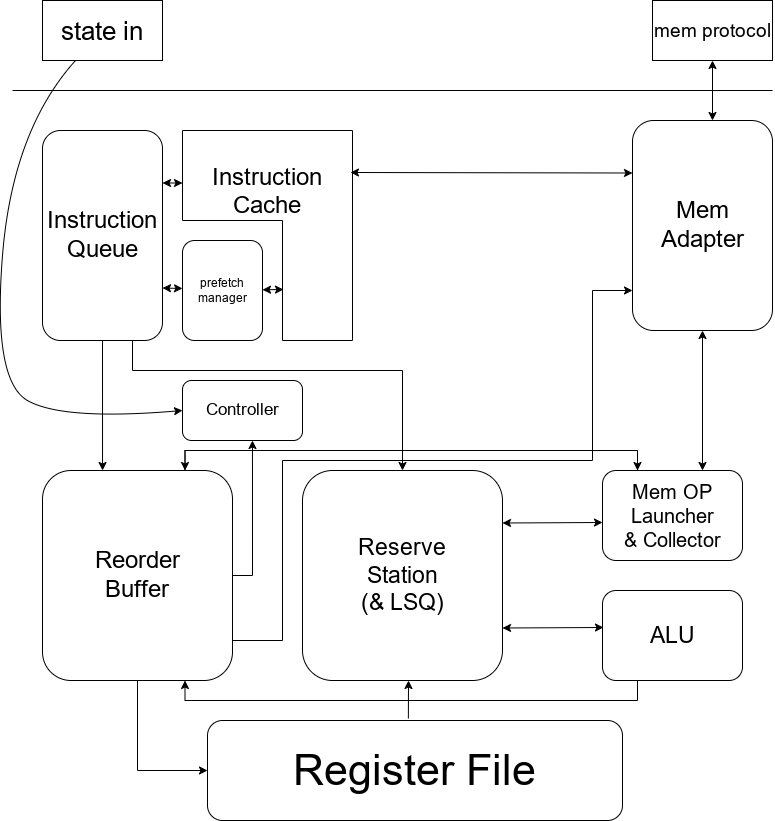 state in
mem protocol
Instruction
Queue
Instruction
Cache
prefetch
manager
Mem
Adapter
Controller
Reorder
Buffer
Reserve
Station
(& LSQ)
Mem OP
Launcher
& Collector
ALU
Register File